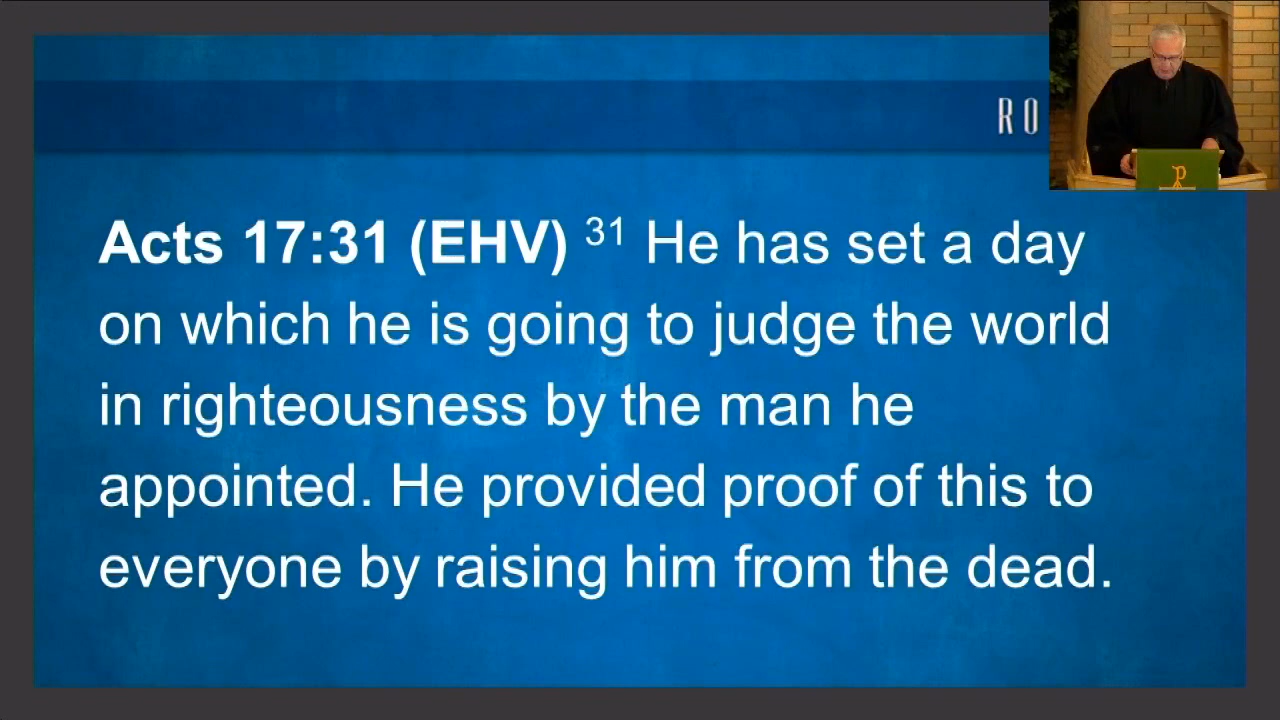 RO
Acts 17:31 (EHV) 31 He has set a day
on which he is going to judge the world
in righteousness by the man he
appointed. He provided proof of this to
everyone by raising him from the dead.